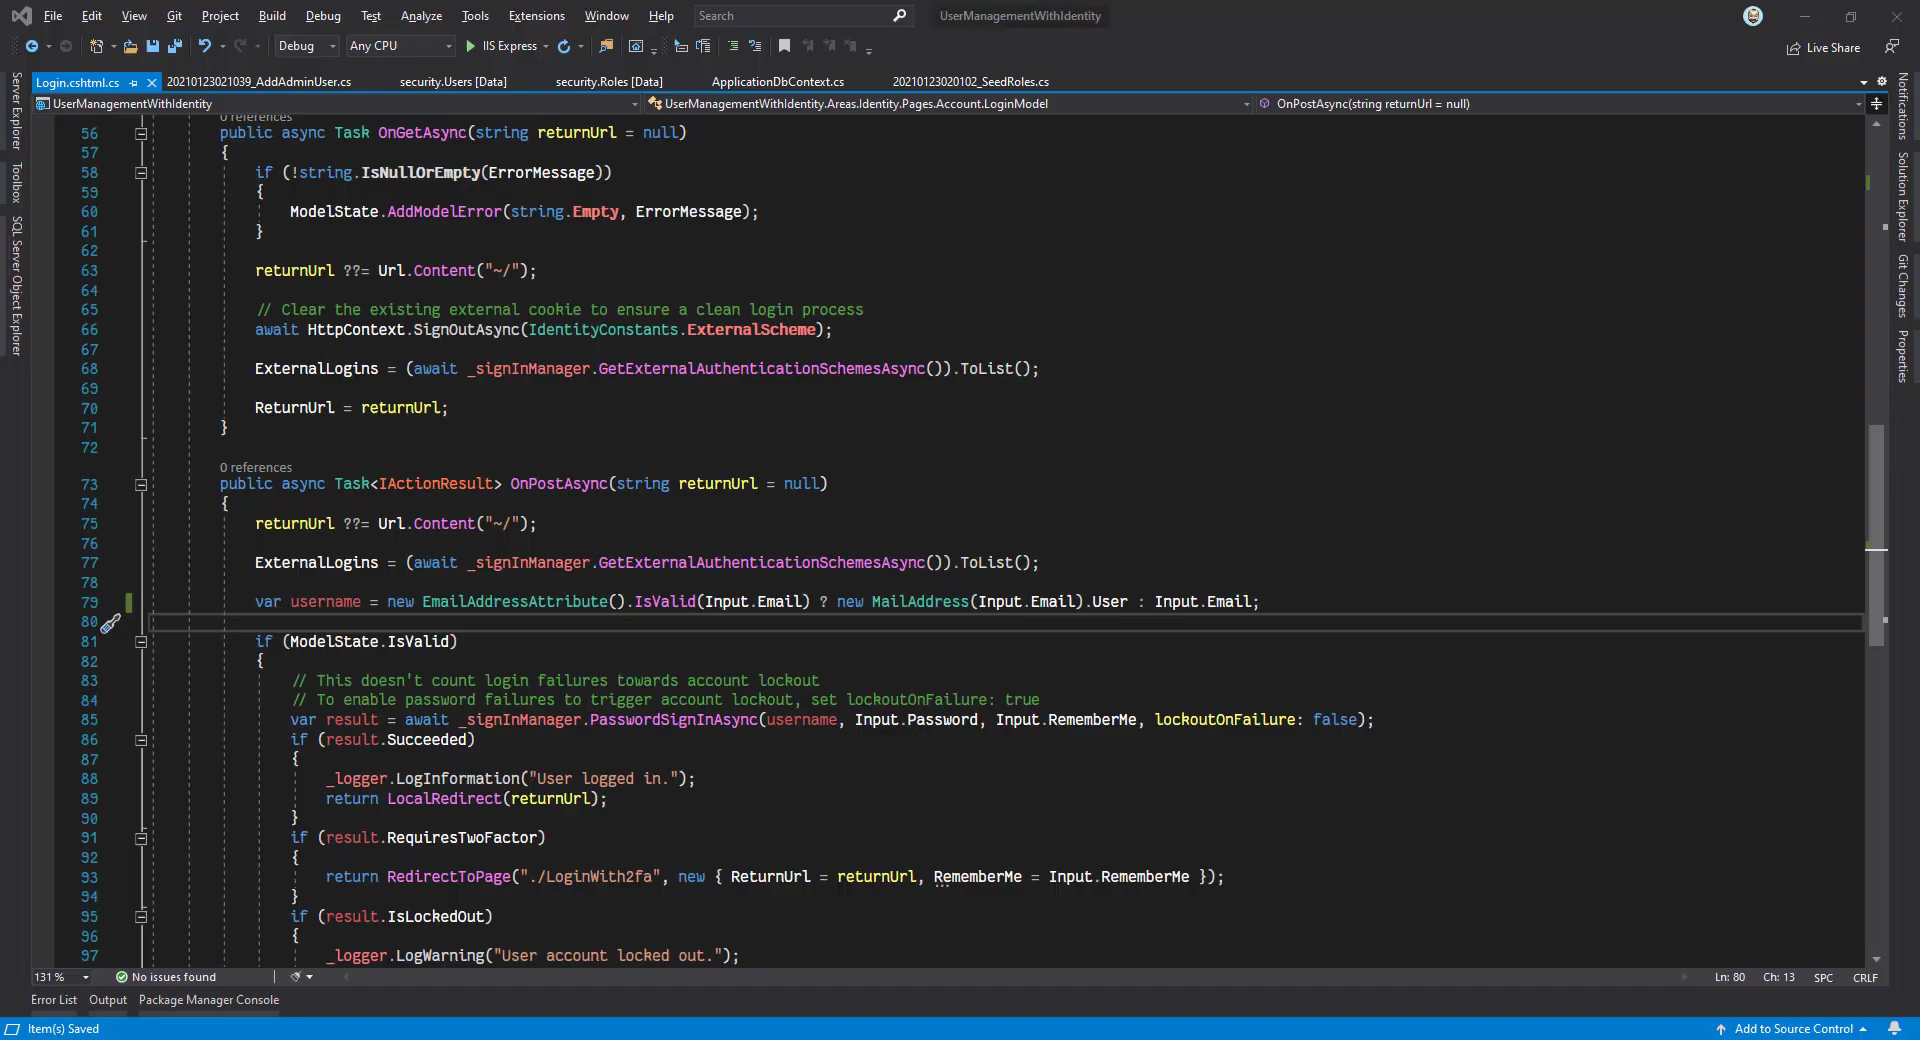 File Edit View Git Project Build Debug Test Analyze Tools Extensions Window Help Search UserManagementWithIdentity
Debug Any CPU IIS Express Live Share
Login.cshtml.cs 20210123021039_AddAdminUser.cs security.Users [Data] security.Roles [Data] ApplicationDbContext.cs 20210123020102_SeedRoles.cs
UserManagementWithIdentity UserManagementWithIdentity.Areas.Identity.Pages.Account.LoginModel OnPostAsync(string returnUrl = null)
Server Explorer
Toolbox
SQL Server Object Explorer
0 references
56 public async Task OnGetAsync(string returnUrl = null)
57 {
58 if (!string.IsNullOrEmpty(ErrorMessage))
59 {
60 ModelState.AddModelError(string.Empty, ErrorMessage);
61 }
62
63 returnUrl ??= Url.Content("~/");
64
65 // Clear the existing external cookie to ensure a clean login process
66 await HttpContext.SignOutAsync(IdentityConstants.ExternalScheme);
67
68 ExternalLogins = (await _signInManager.GetExternalAuthenticationSchemesAsync()).ToList();
69
70 ReturnUrl = returnUrl;
71 }
72
0 references
73 public async Task<IActionResult> OnPostAsync(string returnUrl = null)
74 {
75 returnUrl ??= Url.Content("~/");
76
77 ExternalLogins = (await _signInManager.GetExternalAuthenticationSchemesAsync()).ToList();
78
79 var username = new EmailAddressAttribute().IsValid(Input.Email) ? new MailAddress(Input.Email).User : Input.Email;
80
81 if (ModelState.IsValid)
82 {
83 // This doesn't count login failures towards account lockout
84 // To enable password failures to trigger account lockout, set lockoutOnFailure: true
85 var result = await _signInManager.PasswordSignInAsync(username, Input.Password, Input.RememberMe, lockoutOnFailure: false);
86 if (result.Succeeded)
87 {
88 _logger.LogInformation("User logged in.");
89 return LocalRedirect(returnUrl);
90 }
91 if (result.RequiresTwoFactor)
92 {
93 return RedirectToPage("./LoginWith2fa", new { ReturnUrl = returnUrl, RememberMe = Input.RememberMe });
94 }
95 if (result.IsLockedOut)
96 {
97 _logger.LogWarning("User account locked out.");
Notifications
Solution Explorer
Git Changes
Properties
131 % No issues found Ln: 80 Ch: 13 SPC CRLF
Error List Output Package Manager Console
Item(s) Saved Add to Source Control